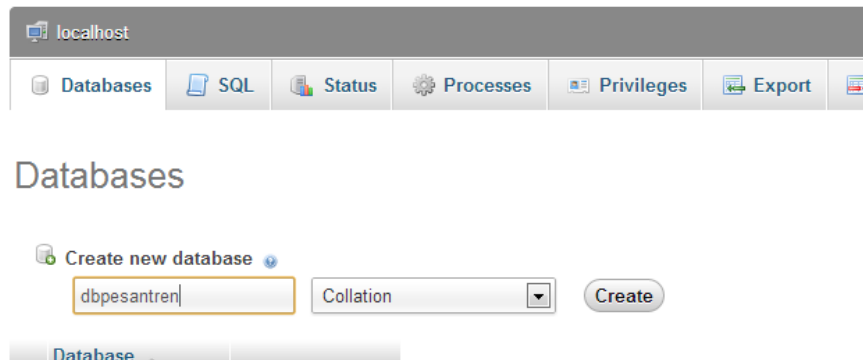 localhost
Databases SQL Status Processes Privileges Export
Databases
Create new database
dbpesantren Collation Create
Database